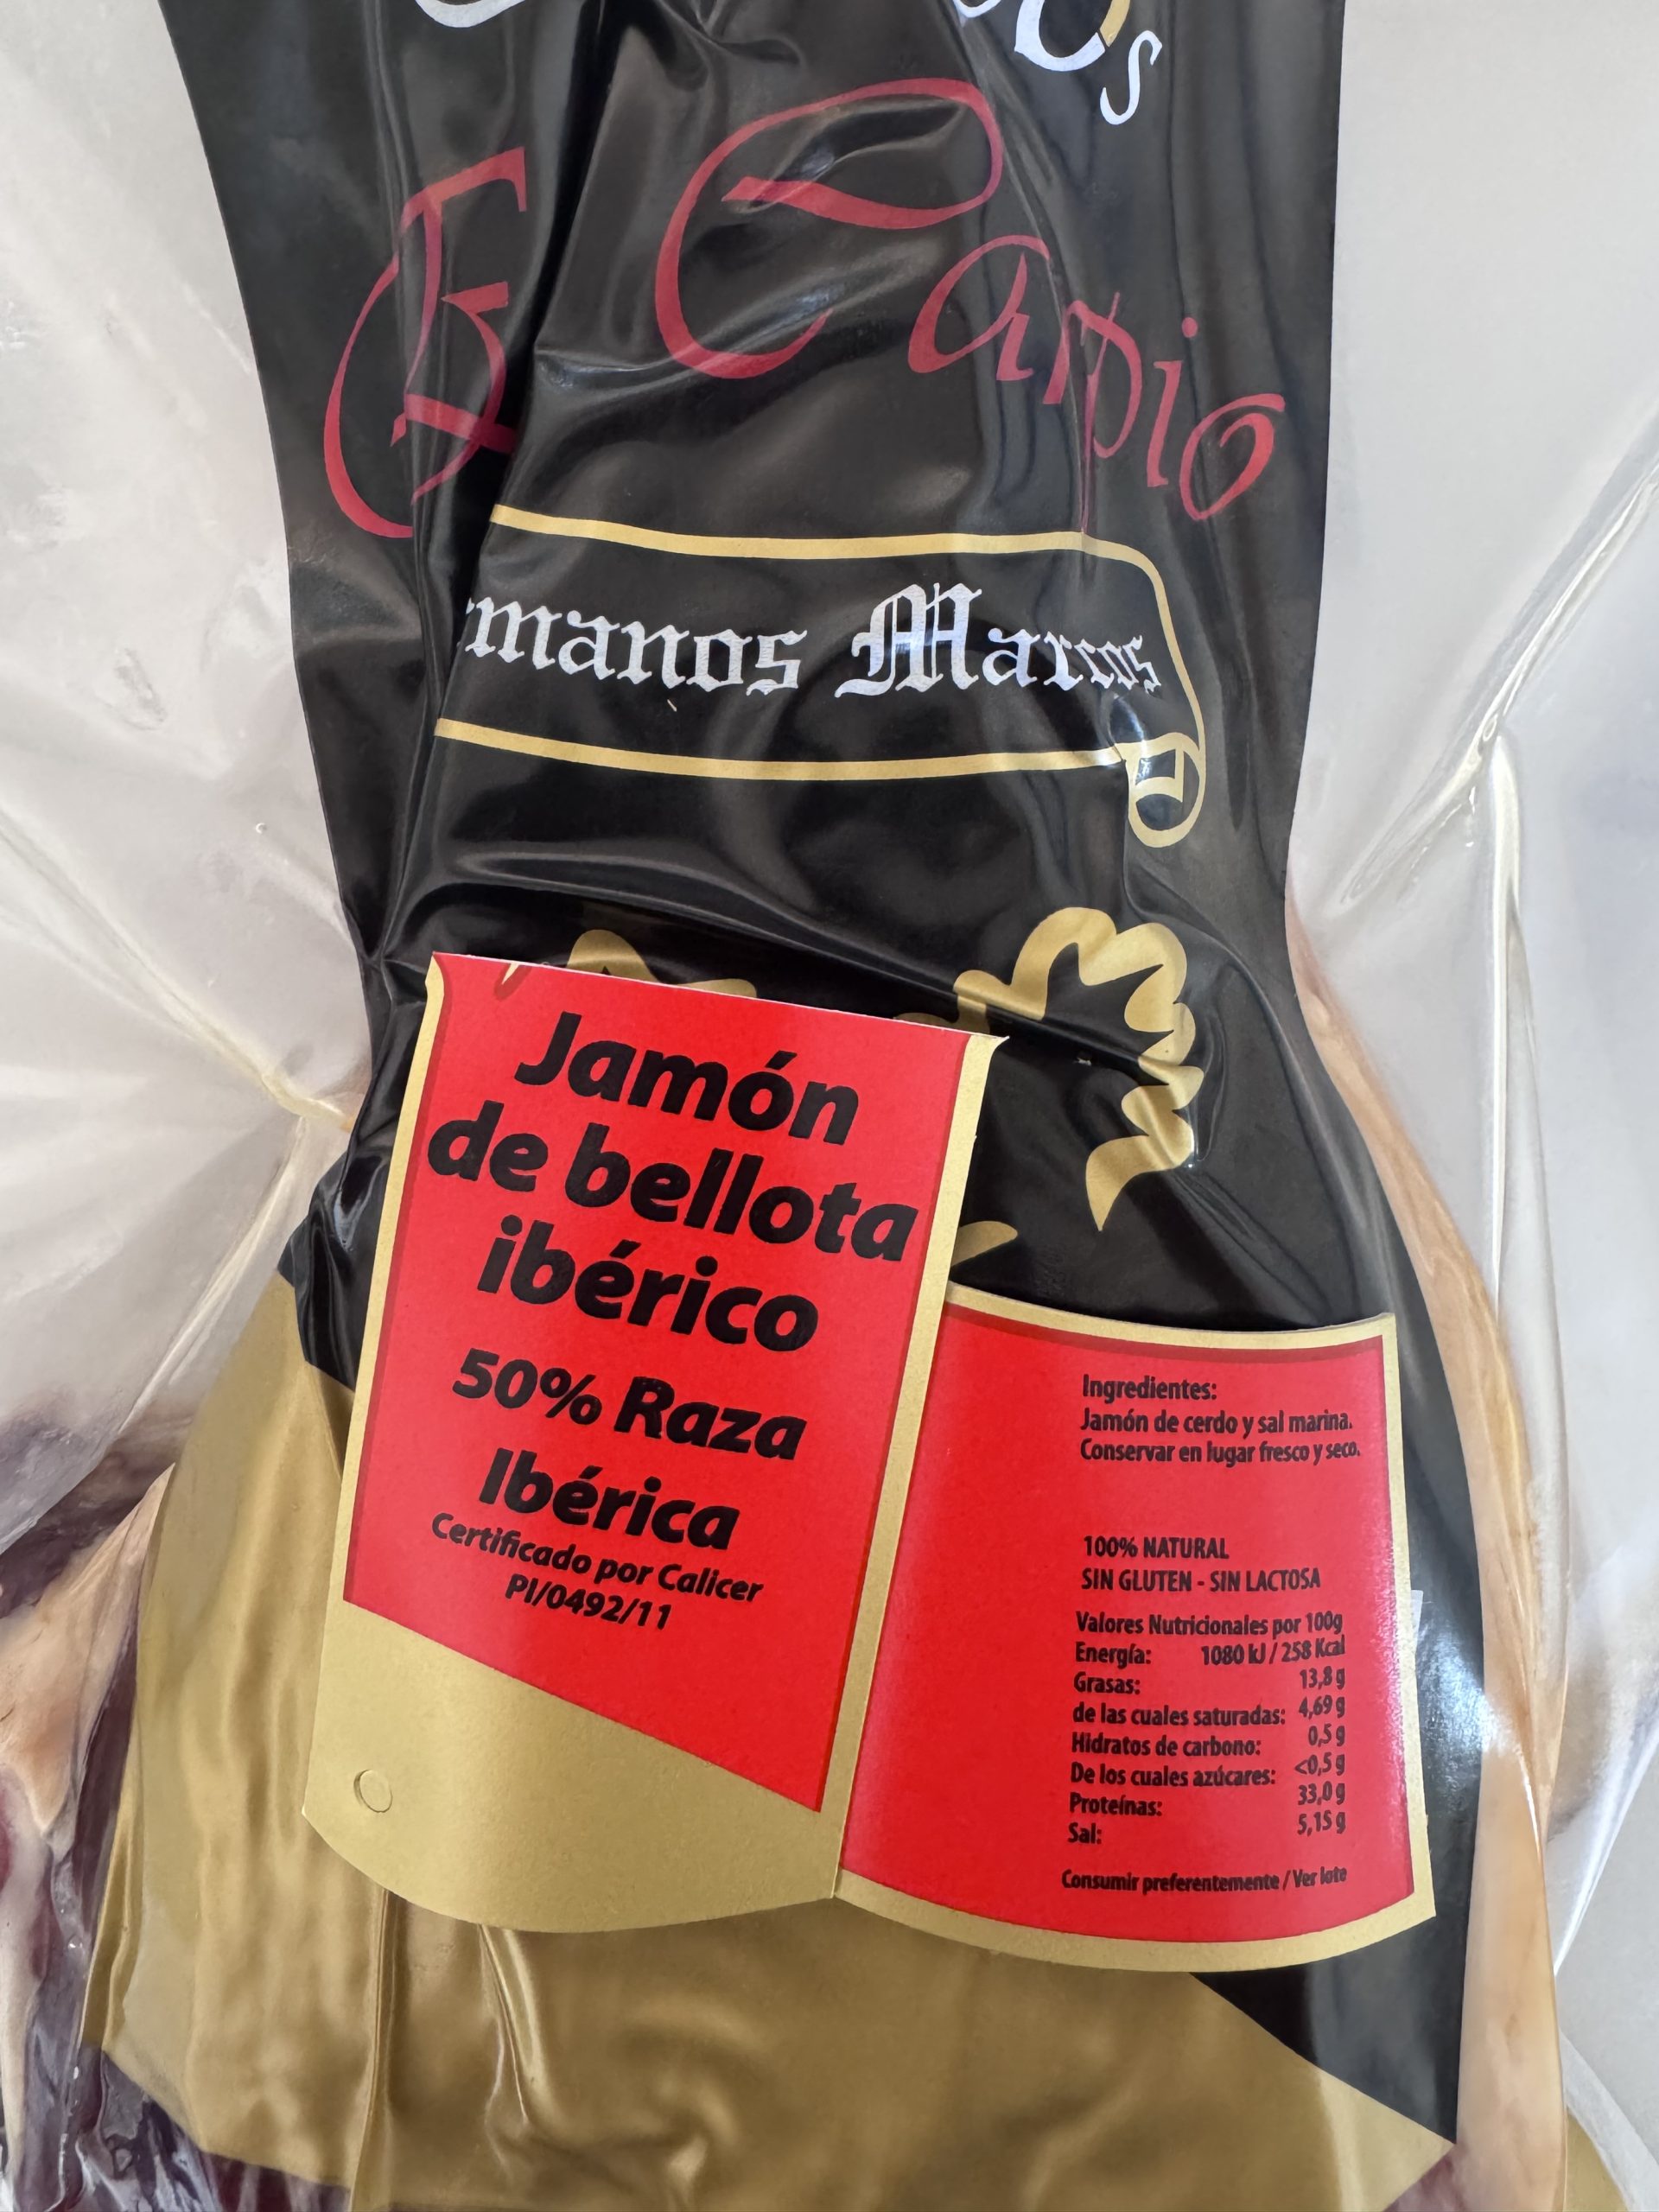 E Carpio
manos Marcos
Jamón
de bellota
ibérico
50% Raza
Ibérica
Certificado por Calicer
PI/0492/11
Ingredientes:
Jamón de cerdo y sal marina.
Conservar en lugar fresco y seco.
100% NATURAL
SIN GLUTEN - SIN LACTOSA
Valores Nutricionales por 100g
Energía: 1080 kJ / 258 Kcal
Grasas: 13,8 g
de las cuales saturadas: 4,69 g
Hidratos de carbono: 0,5 g
De los cuales azúcares: <0,5 g
Proteínas: 33,0 g
Sal: 5,15 g
Consumir preferentemente / Ver lote